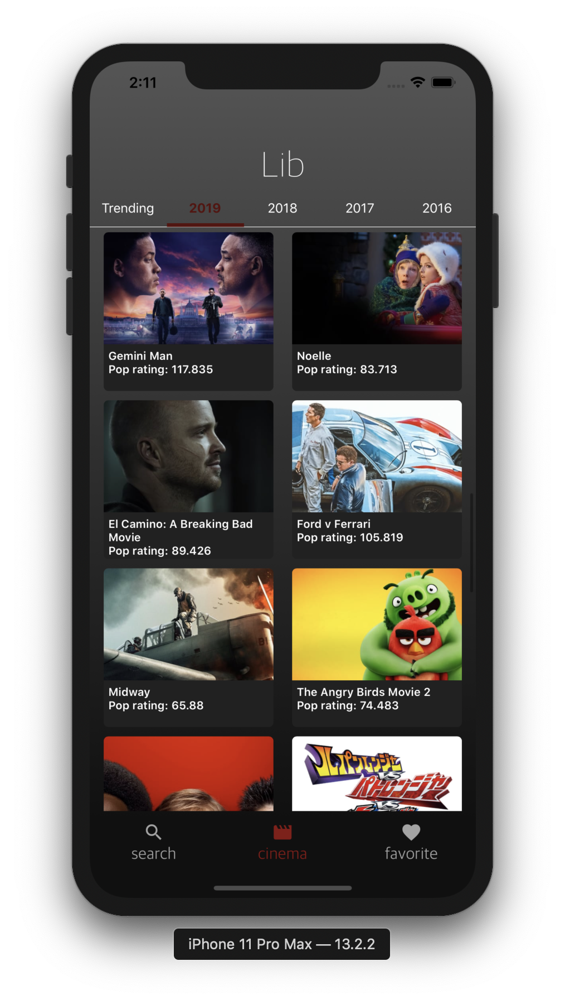 2:11
Lib
Trending 2019 2018 2017 2016
Gemini Man
Pop rating: 117.835
Noelle
Pop rating: 83.713
El Camino: A Breaking Bad
Movie
Pop rating: 89.426
Ford v Ferrari
Pop rating: 105.819
1
Midway
Pop rating: 65.88
The Angry Birds Movie 2
Pop rating: 74.483
ルパンレンジャー
VS
パトレンジャー
VS
search cinema favorite
iPhone 11 Pro Max — 13.2.2